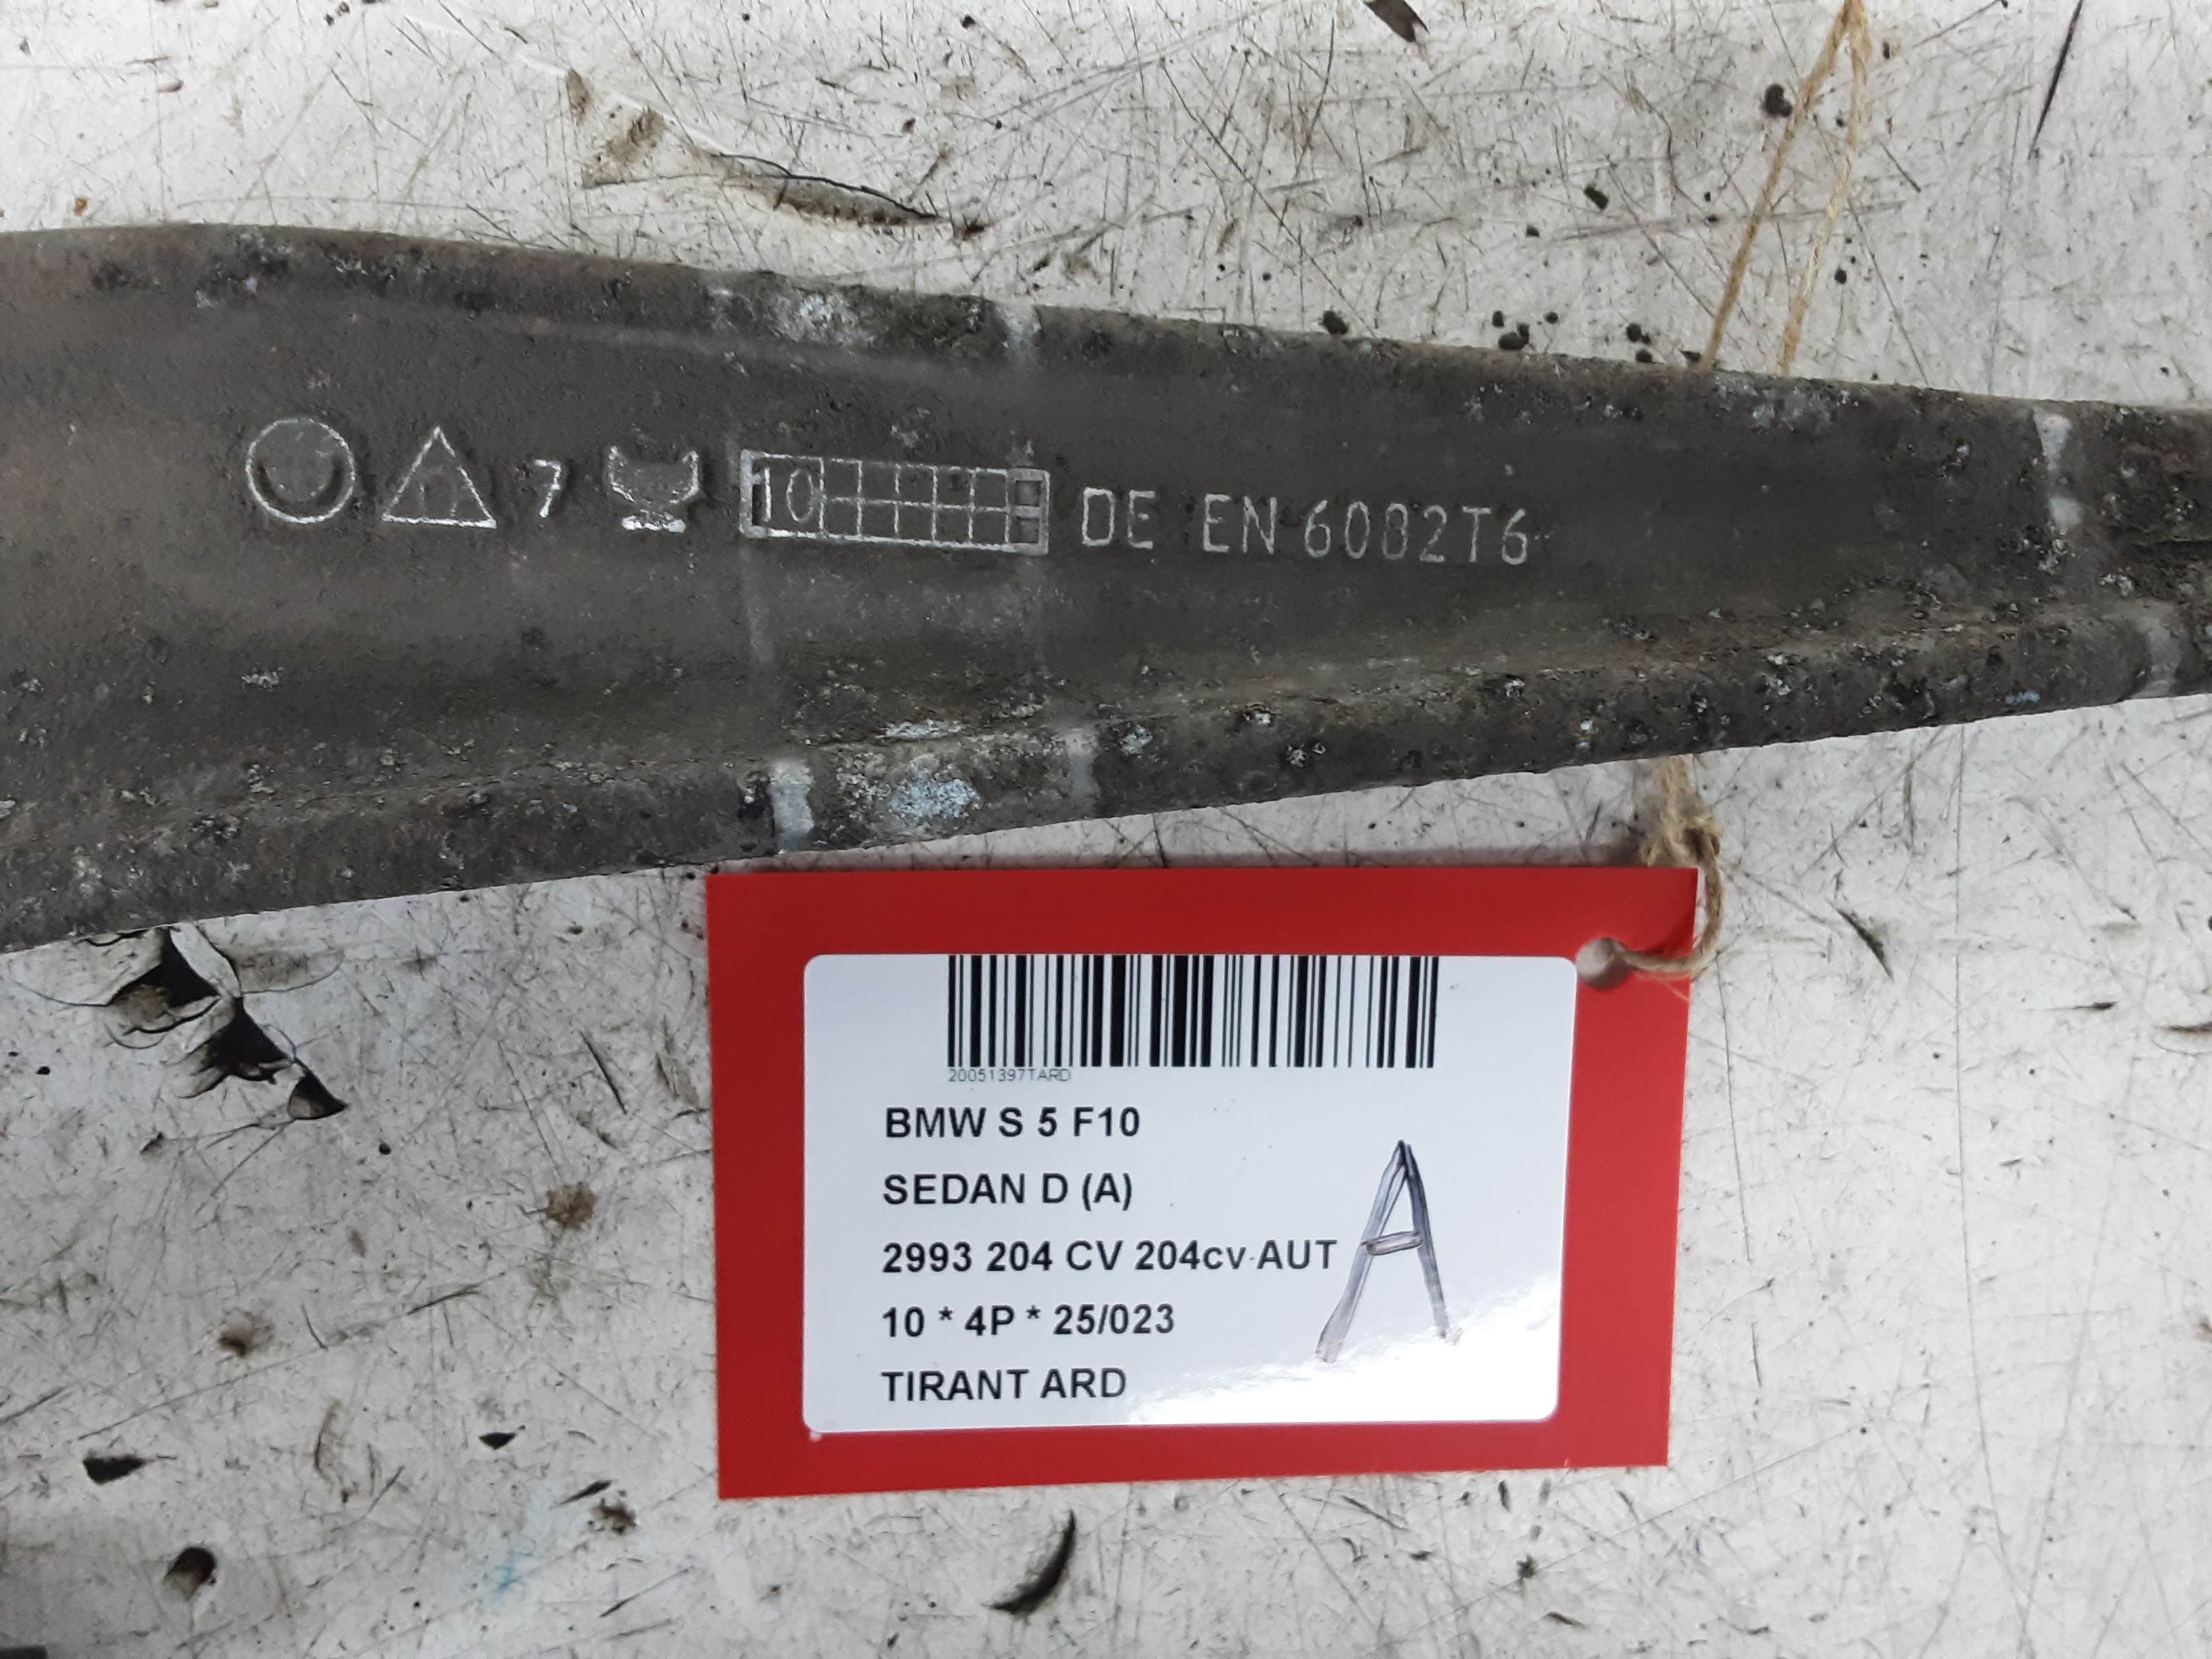 7 10 DE EN 6082T6
20051397TARD
BMW S 5 F10
SEDAN D (A)
2993 204 CV 204cv AUT
A
10 * 4P * 25/023
TIRANT ARD